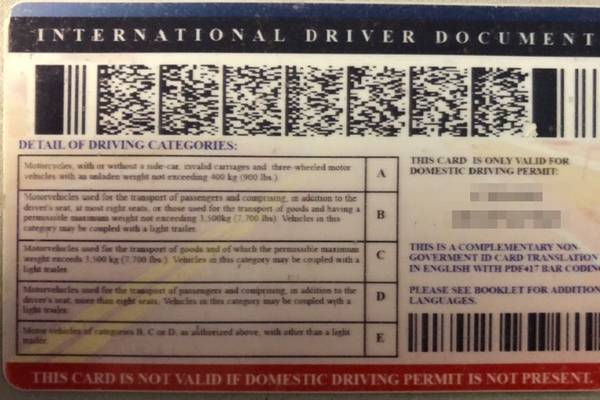 INTERNATIONAL DRIVER DOCUMENT
DETAIL OF DRIVING CATEGORIES:
Motorcycles, with or without a side-car, invalid carriages and three-wheeled motor
vehicles with an unladen weight not exceeding 400 kg (900 lbs.)
A
Motorvehicles used for the transport of passengers and comprising, in addition to the
driver's seat, at most eight seats, or those used for the transport of goods and having a
permissible maximum weight not exceeding 3,500kg (7,700 lbs). Vehicles in this
category may be coupled with a light trailer.
B
Motorvehicles used for the transport of goods and of which the permissible maximum
weight exceeds 3,500 kg (7,700 lbs.). Vehicles in this category may be coupled with a
light trailer
C
Motorvehicles used for the transport of passengers and comprising, in addition to the
driver's seat, more than eight seats. Vehicles in this category may be coupled with a
light trailer.
D
Motor vehicles of categories B, C or D, as authorized above, with other than a light
trailer.
E
THIS CARD IS ONLY VALID FOR
DOMESTIC DRIVING PERMIT:
THIS IS A COMPLEMENTARY NON-
GOVERMENT ID CARD TRANSLATION
IN ENGLISH WITH PDF417 BAR CODING
PLEASE SEE BOOKLET FOR ADDITION
LANGUAGES.
THIS CARD IS NOT VALID IF DOMESTIC DRIVING PERMIT IS NOT PRESENT.